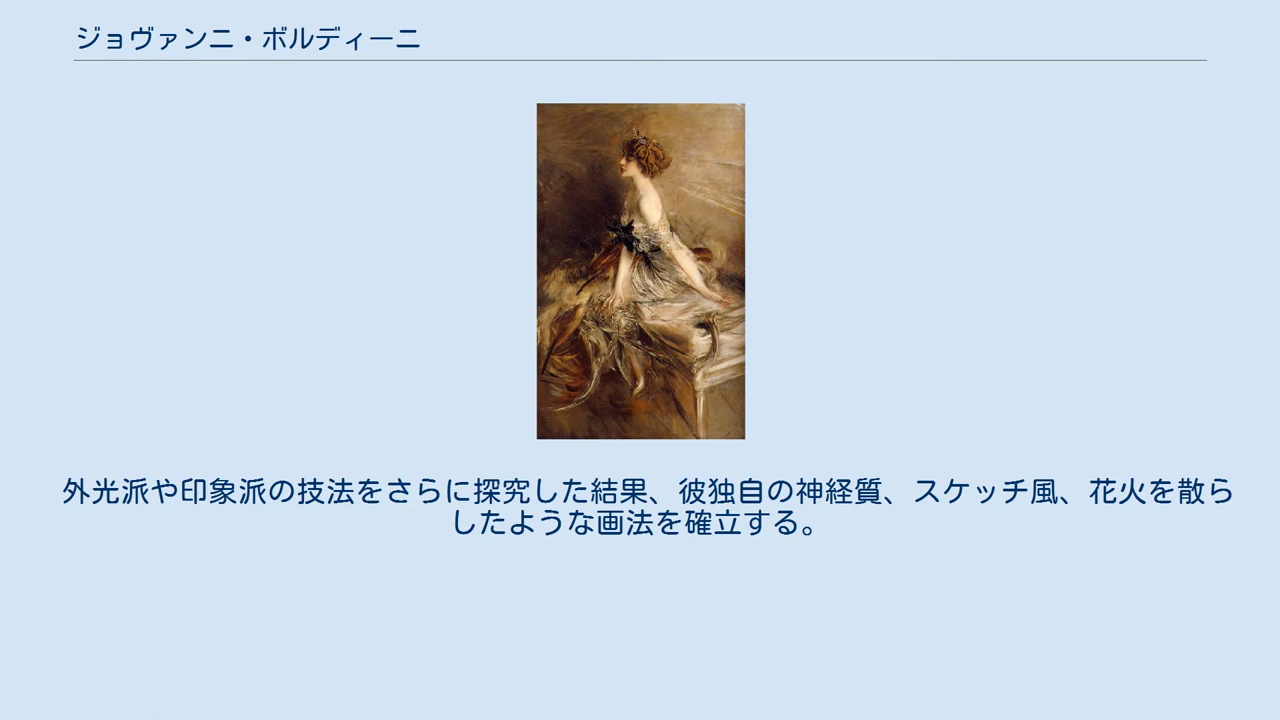 ジョヴァンニ・ボルディーニ
外光派や印象派の技法をさらに探究した結果、彼独自の神経質、スケッチ風、花火を散ら
したような画法を確立する。